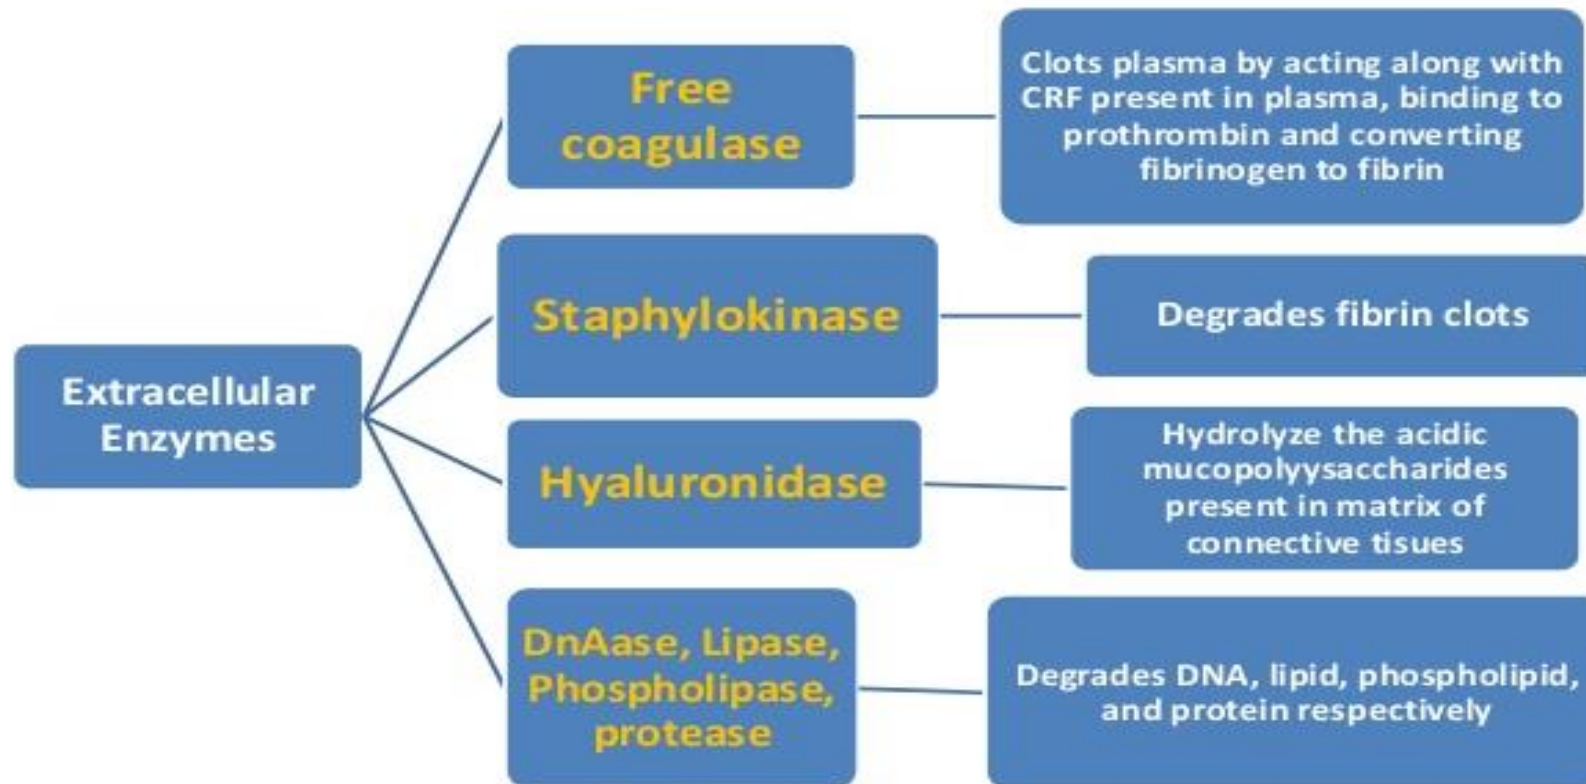 Extracellular
Enzymes
Free
coagulase
Clots plasma by acting along with
CRF present in plasma, binding to
prothrombin and converting
fibrinogen to fibrin
Staphylokinase
Degrades fibrin clots
Hyaluronidase
Hydrolyze the acidic
mucopolyysaccharides
present in matrix of
connective tisues
DnAase, Lipase,
Phospholipase,
protease
Degrades DNA, lipid, phospholipid,
and protein respectively